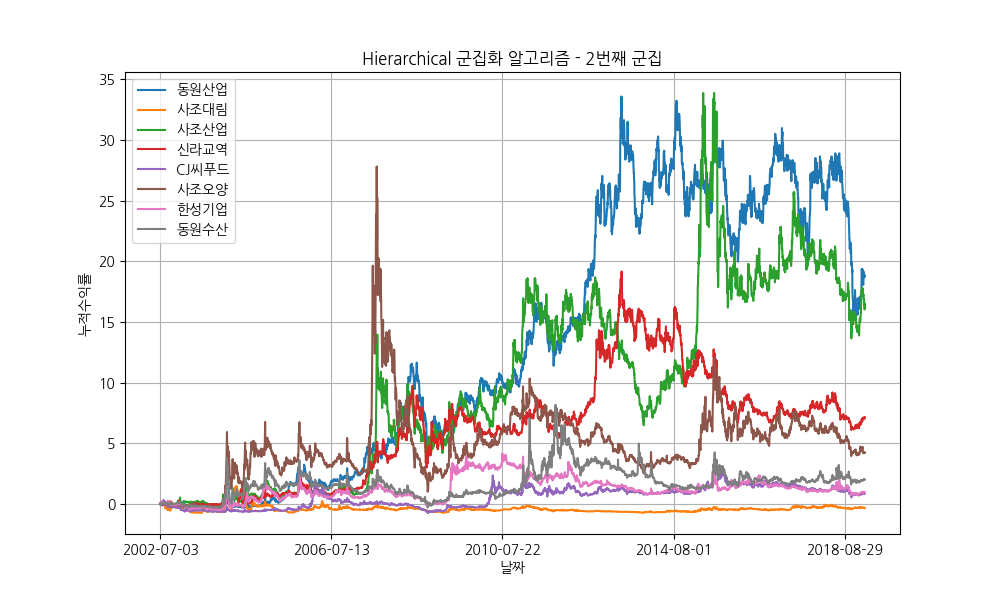 Hierarchical 군집화 알고리즘 - 2번째 군집
35
30
25
20
15
10
5
0
누적수익률
동원산업
사조대림
사조산업
신라교역
CJ씨푸드
사조오양
한성기업
동원수산
2002-07-03
2006-07-13
2010-07-22
2014-08-01
2018-08-29
날짜